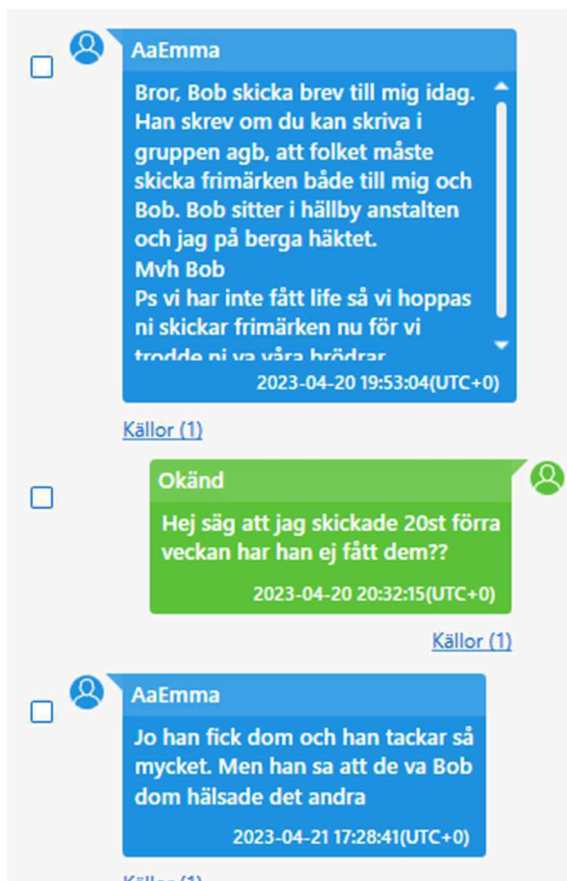 AaEmma
Bror, Bob skicka brev till mig idag.
Han skrev om du kan skriva i
gruppen agb, att folket måste
skicka frimärken både till mig och
Bob. Bob sitter i hällby anstalten
och jag på berga häktet.
Mvh Bob
Ps vi har inte fått life så vi hoppas
ni skickar frimärken nu för vi
trodde ni va våra brödrar
2023-04-20 19:53:04(UTC+0)
Källor (1)
Okänd
Hej säg att jag skickade 20st förra
veckan har han ej fått dem??
2023-04-20 20:32:15(UTC+0)
Källor (1)
AaEmma
Jo han fick dom och han tackar så
mycket. Men han sa att de va Bob
dom hälsade det andra
2023-04-21 17:28:41(UTC+0)
Källor (1)